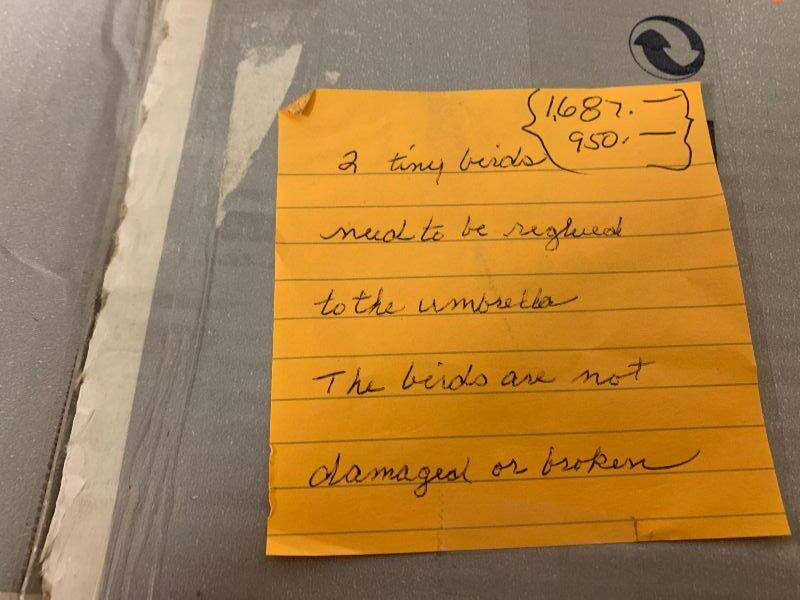 1,687.—
950.—
2 tiny birds
need to be reglued
to the umbrella
The birds are not
damaged or broken